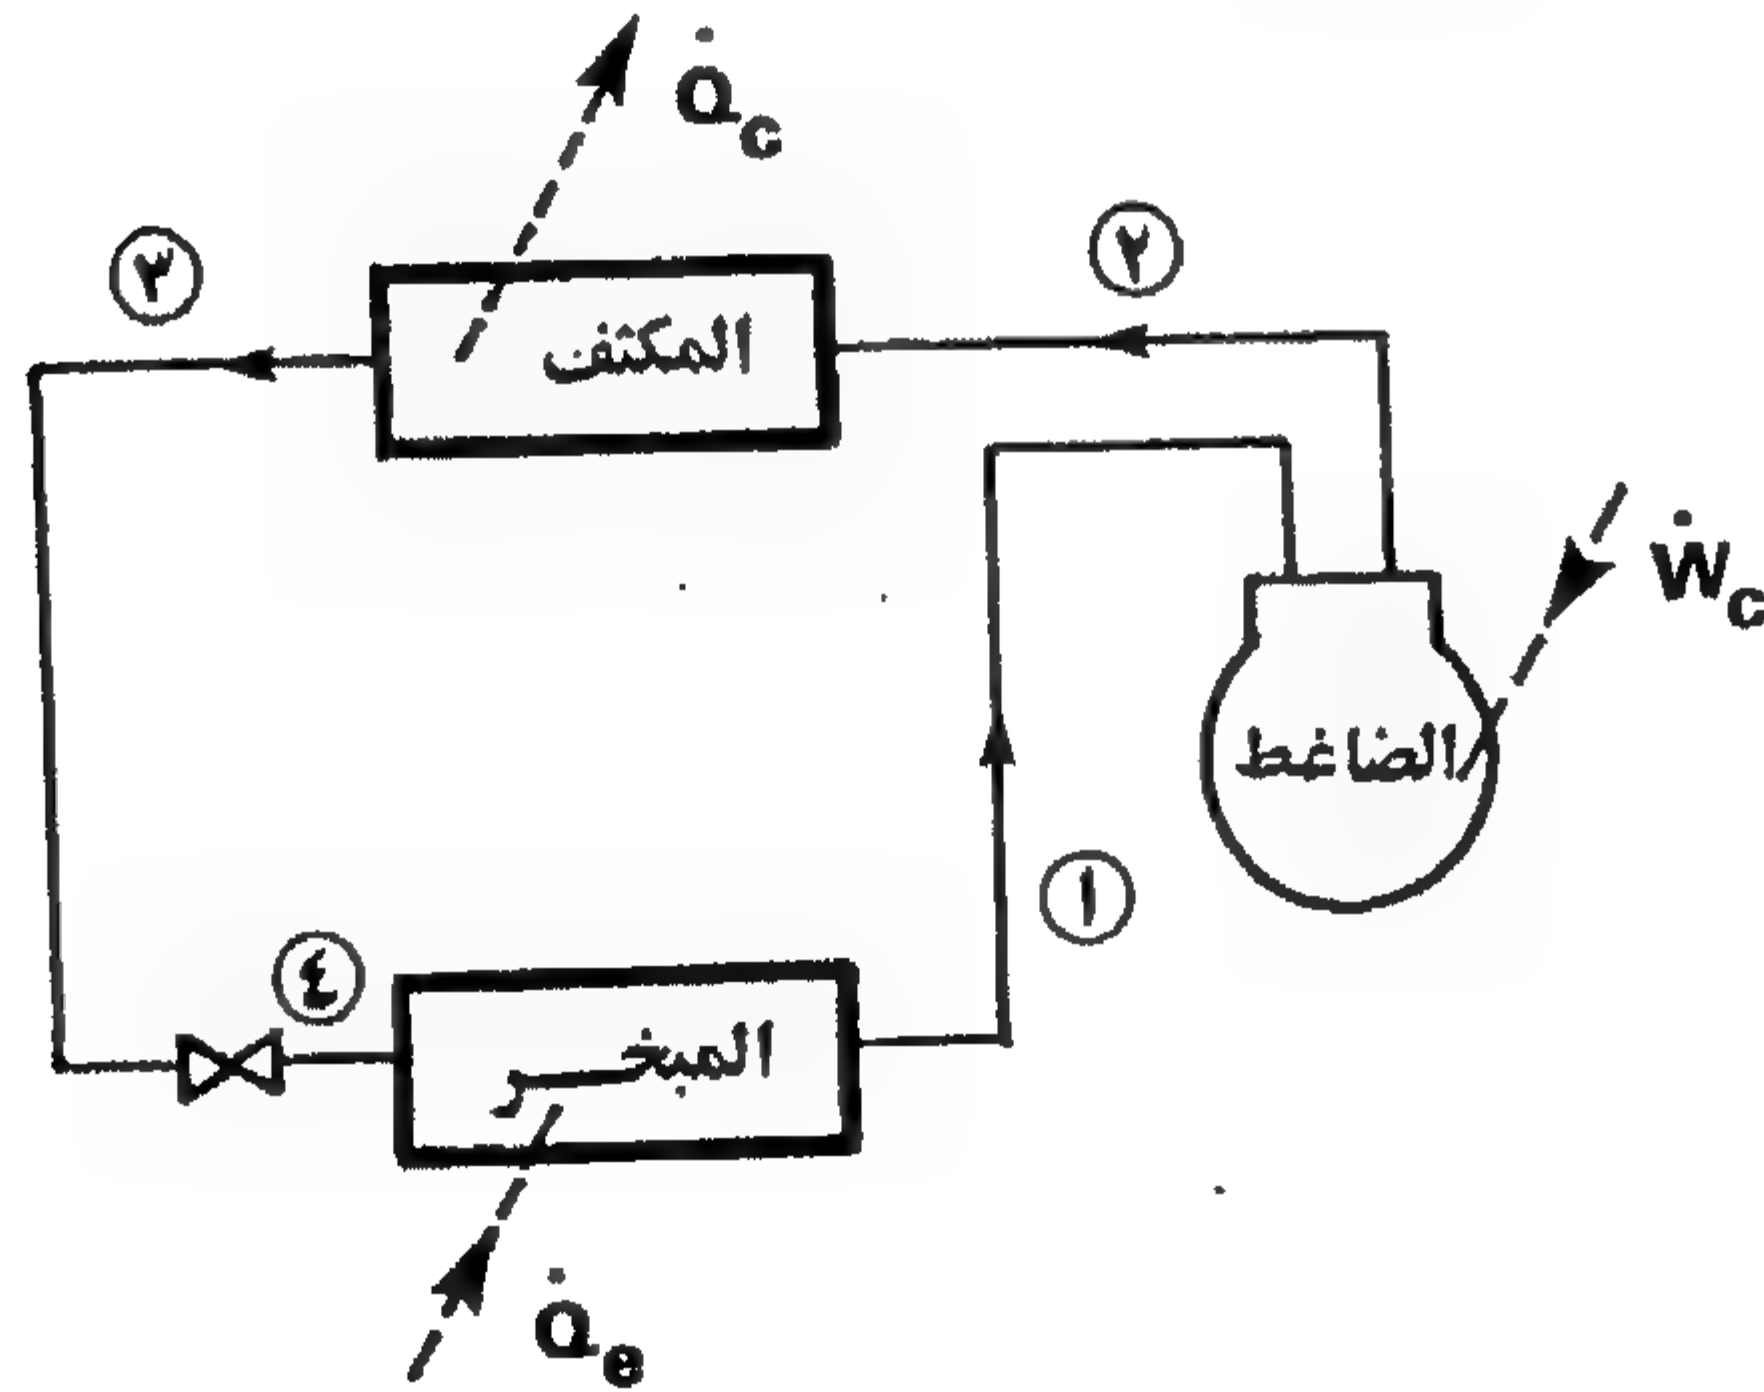 Q̇c
٢
٣
المكثف
Ẇc
الضاغط
١
٤
المبخر
Q̇e